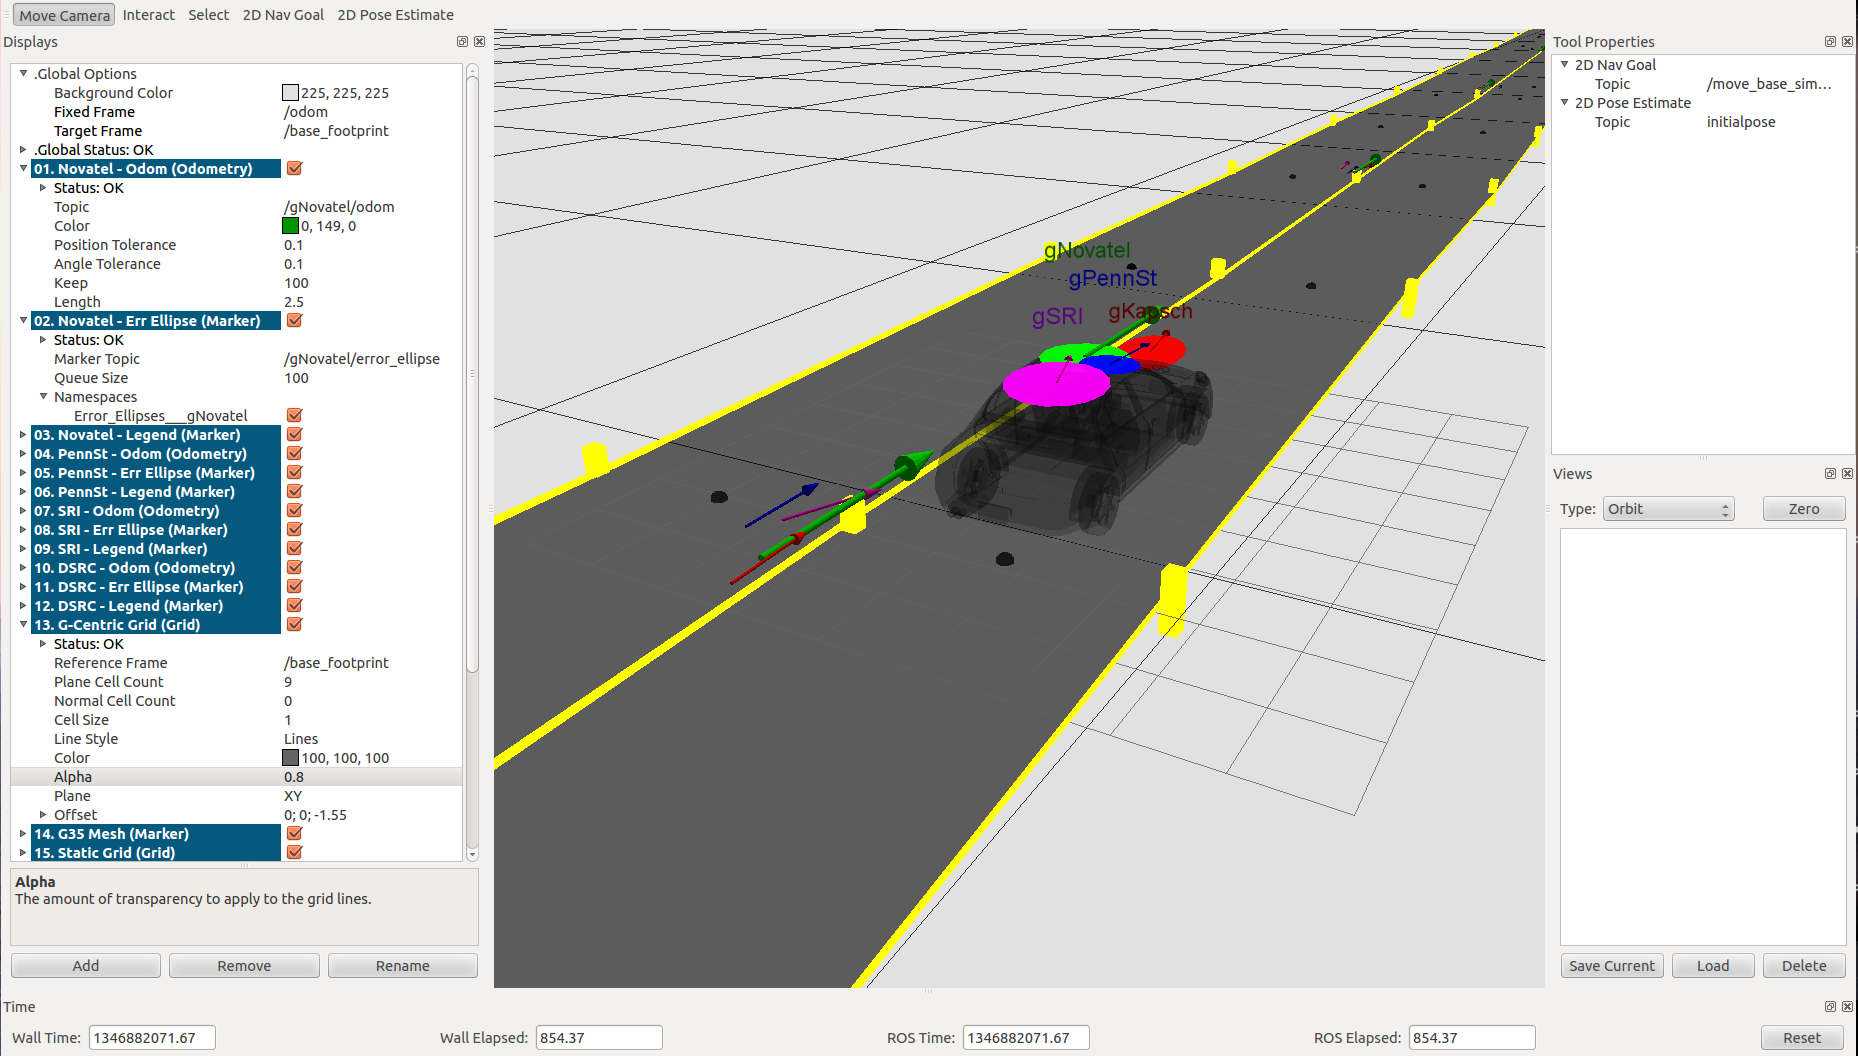 Move Camera Interact Select 2D Nav Goal 2D Pose Estimate
Displays
.Global Options
Background Color 225, 225, 225
Fixed Frame /odom
Target Frame /base_footprint
.Global Status: OK
01. Novatel - Odom (Odometry)
Status: OK
Topic /gNovatel/odom
Color 0, 149, 0
Position Tolerance 0.1
Angle Tolerance 0.1
Keep 100
Length 2.5
02. Novatel - Err Ellipse (Marker)
Status: OK
Marker Topic /gNovatel/error_ellipse
Queue Size 100
Namespaces
Error_Ellipses___gNovatel
03. Novatel - Legend (Marker)
04. PennSt - Odom (Odometry)
05. PennSt - Err Ellipse (Marker)
06. PennSt - Legend (Marker)
07. SRI - Odom (Odometry)
08. SRI - Err Ellipse (Marker)
09. SRI - Legend (Marker)
10. DSRC - Odom (Odometry)
11. DSRC - Err Ellipse (Marker)
12. DSRC - Legend (Marker)
13. G-Centric Grid (Grid)
Status: OK
Reference Frame /base_footprint
Plane Cell Count 9
Normal Cell Count 0
Cell Size 1
Line Style Lines
Color 100, 100, 100
Alpha 0.8
Plane XY
Offset 0; 0; -1.55
14. G35 Mesh (Marker)
15. Static Grid (Grid)
Alpha
The amount of transparency to apply to the grid lines.
Add Remove Rename
gNovatel
gPennSt
gSRI gKapsch
Tool Properties
2D Nav Goal
Topic /move_base_sim...
2D Pose Estimate
Topic initialpose
Views
Type: Orbit Zero
Save Current Load Delete
Time
Wall Time: 1346882071.67 Wall Elapsed: 854.37 ROS Time: 1346882071.67 ROS Elapsed: 854.37 Reset